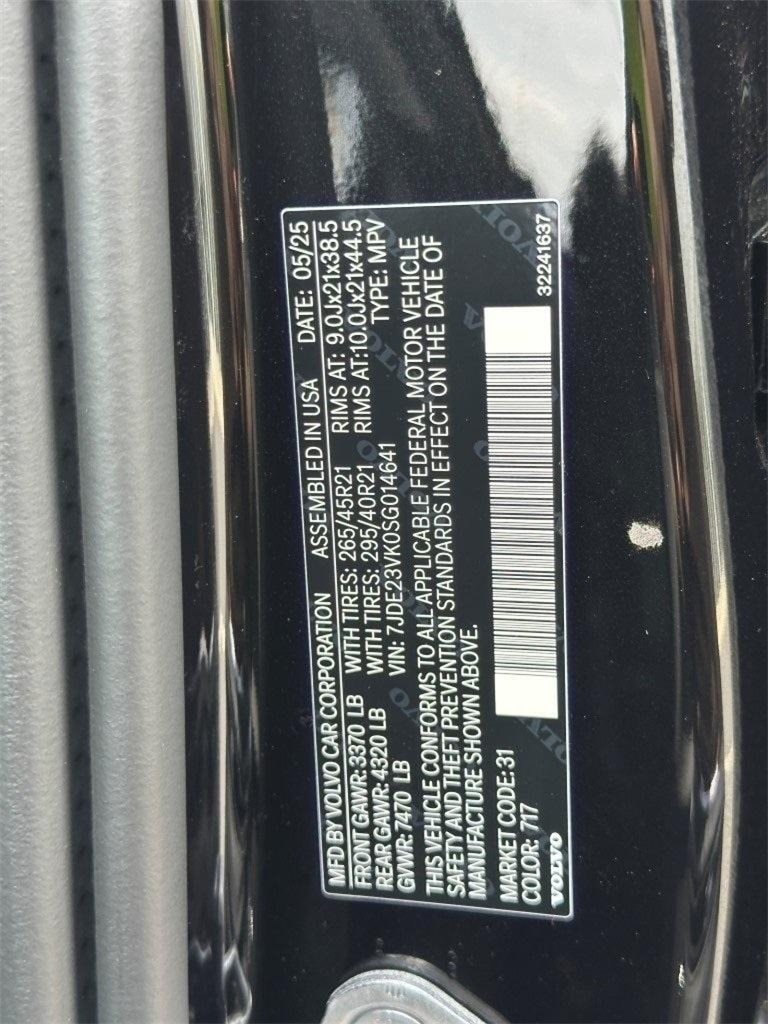 MFD BY VOLVO CAR CORPORATION ASSEMBLED IN USA DATE: 05/25
FRONT GAWR: 3370 LB WITH TIRES: 265/45R21 RIMS AT: 9.0Jx21x38.5
REAR GAWR: 4320 LB WITH TIRES: 295/40R21 RIMS AT:10.0Jx21x44.5
GVWR: 7470 LB VIN: 7JDE23VK0SG014641 TYPE: MPV
THIS VEHICLE CONFORMS TO ALL APPLICABLE FEDERAL MOTOR VEHICLE
SAFETY AND THEFT PREVENTION STANDARDS IN EFFECT ON THE DATE OF
MANUFACTURE SHOWN ABOVE.
MARKET CODE: 31
COLOR: 717
VOLVO
32241637